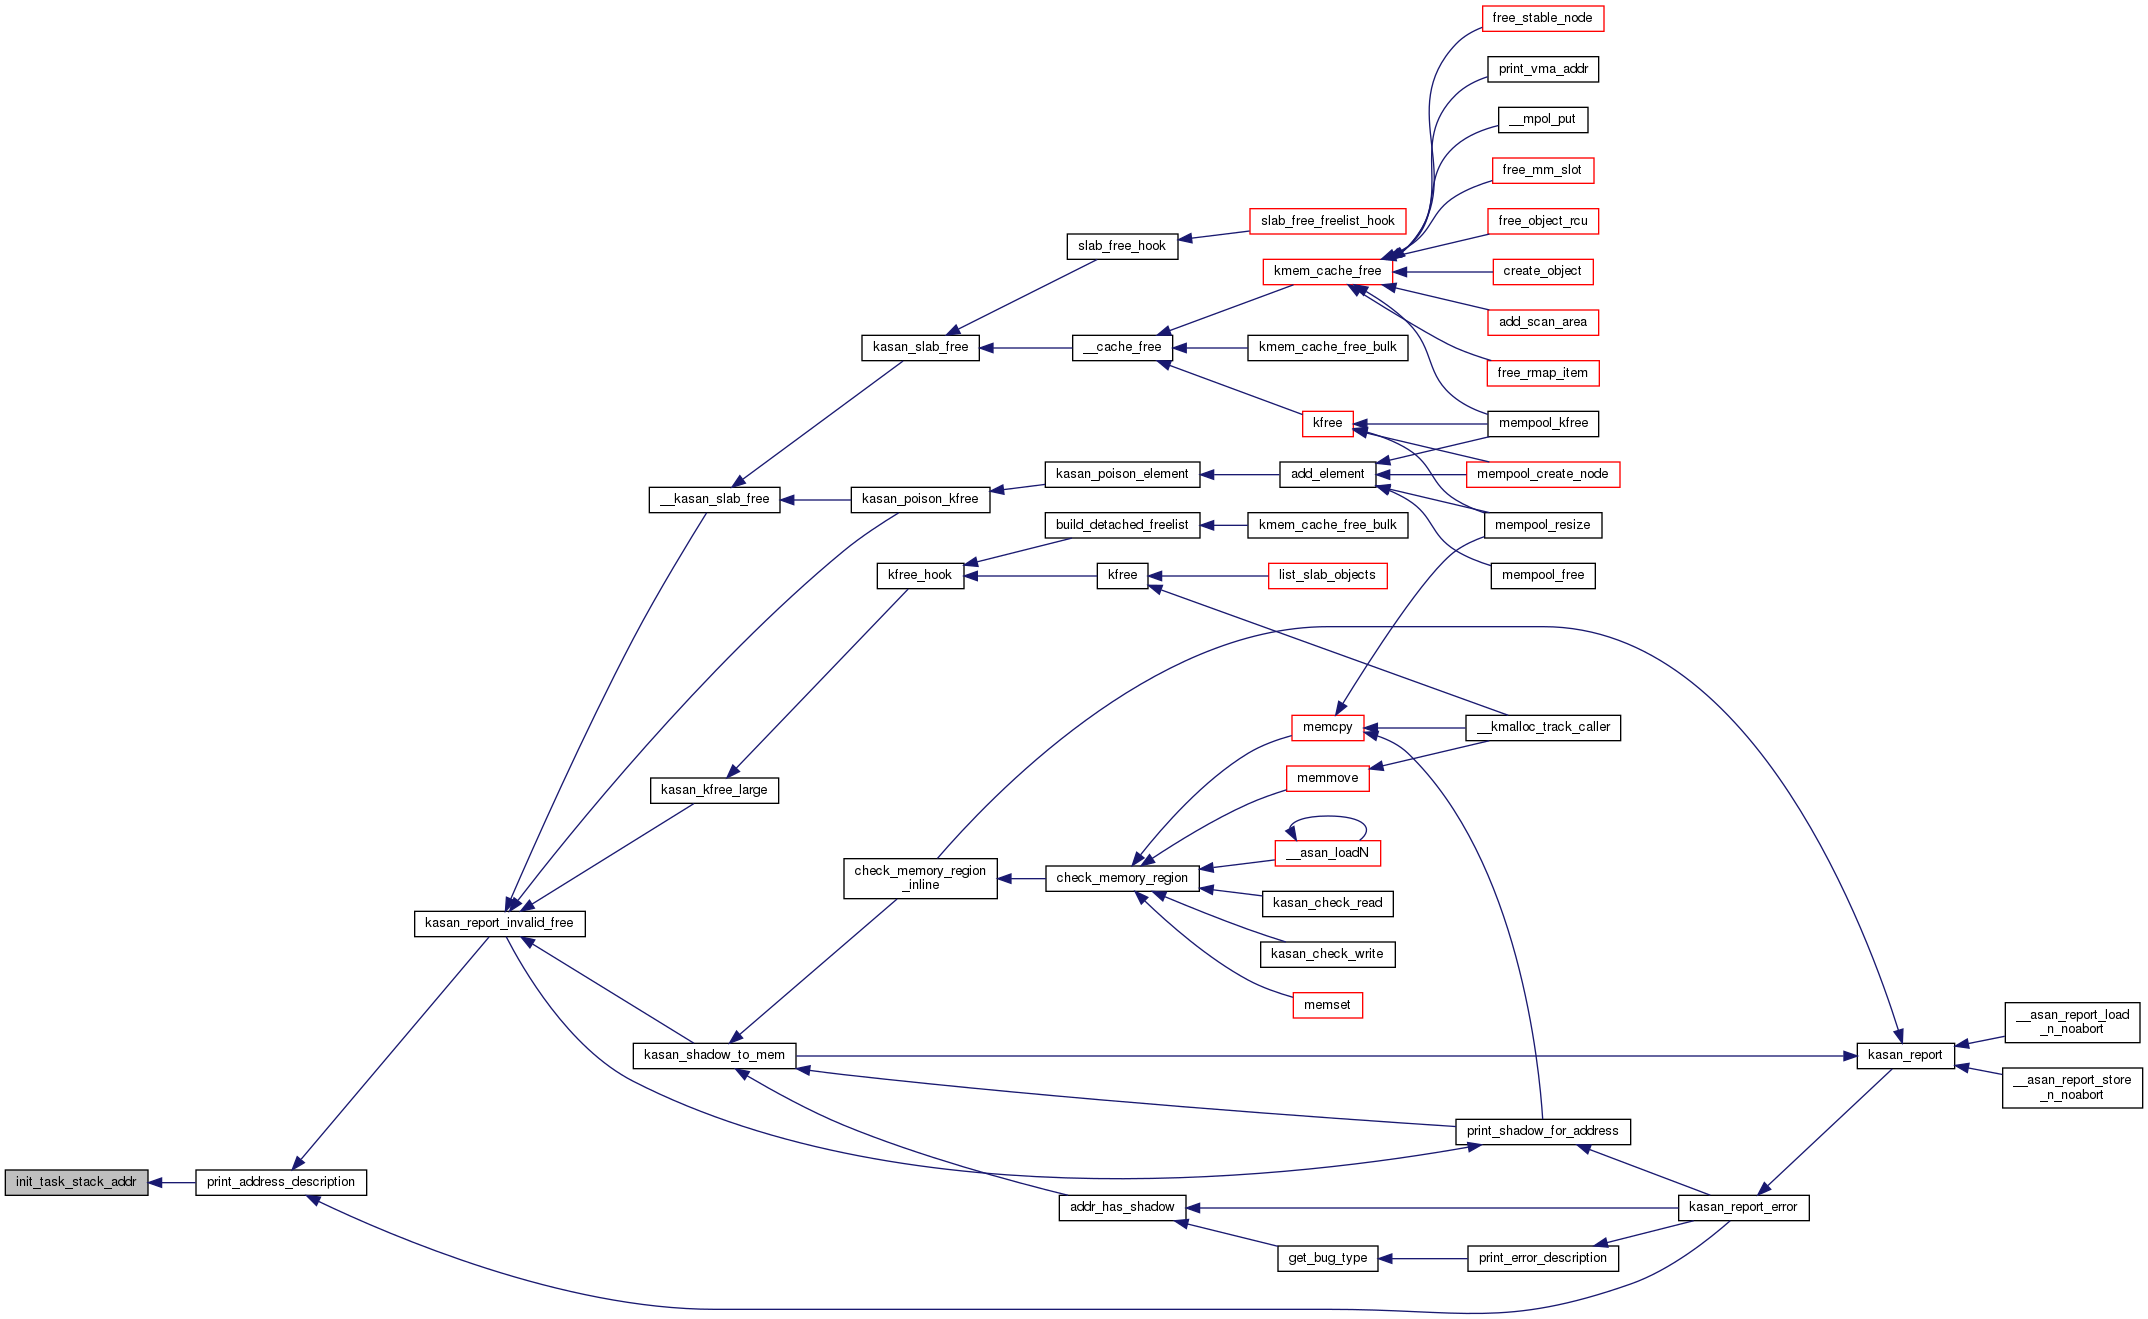 free_stable_node
print_vma_addr
__mpol_put
free_mm_slot
slab_free_freelist_hook
free_object_rcu
slab_free_hook
kmem_cache_free
create_object
add_scan_area
kasan_slab_free
__cache_free
kmem_cache_free_bulk
free_rmap_item
kfree
mempool_kfree
kasan_poison_element
add_element
mempool_create_node
__kasan_slab_free
kasan_poison_kfree
build_detached_freelist
kmem_cache_free_bulk
mempool_resize
kfree_hook
kfree
list_slab_objects
mempool_free
memcpy
__kmalloc_track_caller
memmove
kasan_kfree_large
__asan_loadN
check_memory_region
_inline
check_memory_region
kasan_check_read
kasan_report_invalid_free
kasan_check_write
memset
__asan_report_load
_n_noabort
kasan_shadow_to_mem
kasan_report
__asan_report_store
_n_noabort
print_shadow_for_address
init_task_stack_addr
print_address_description
addr_has_shadow
kasan_report_error
get_bug_type
print_error_description